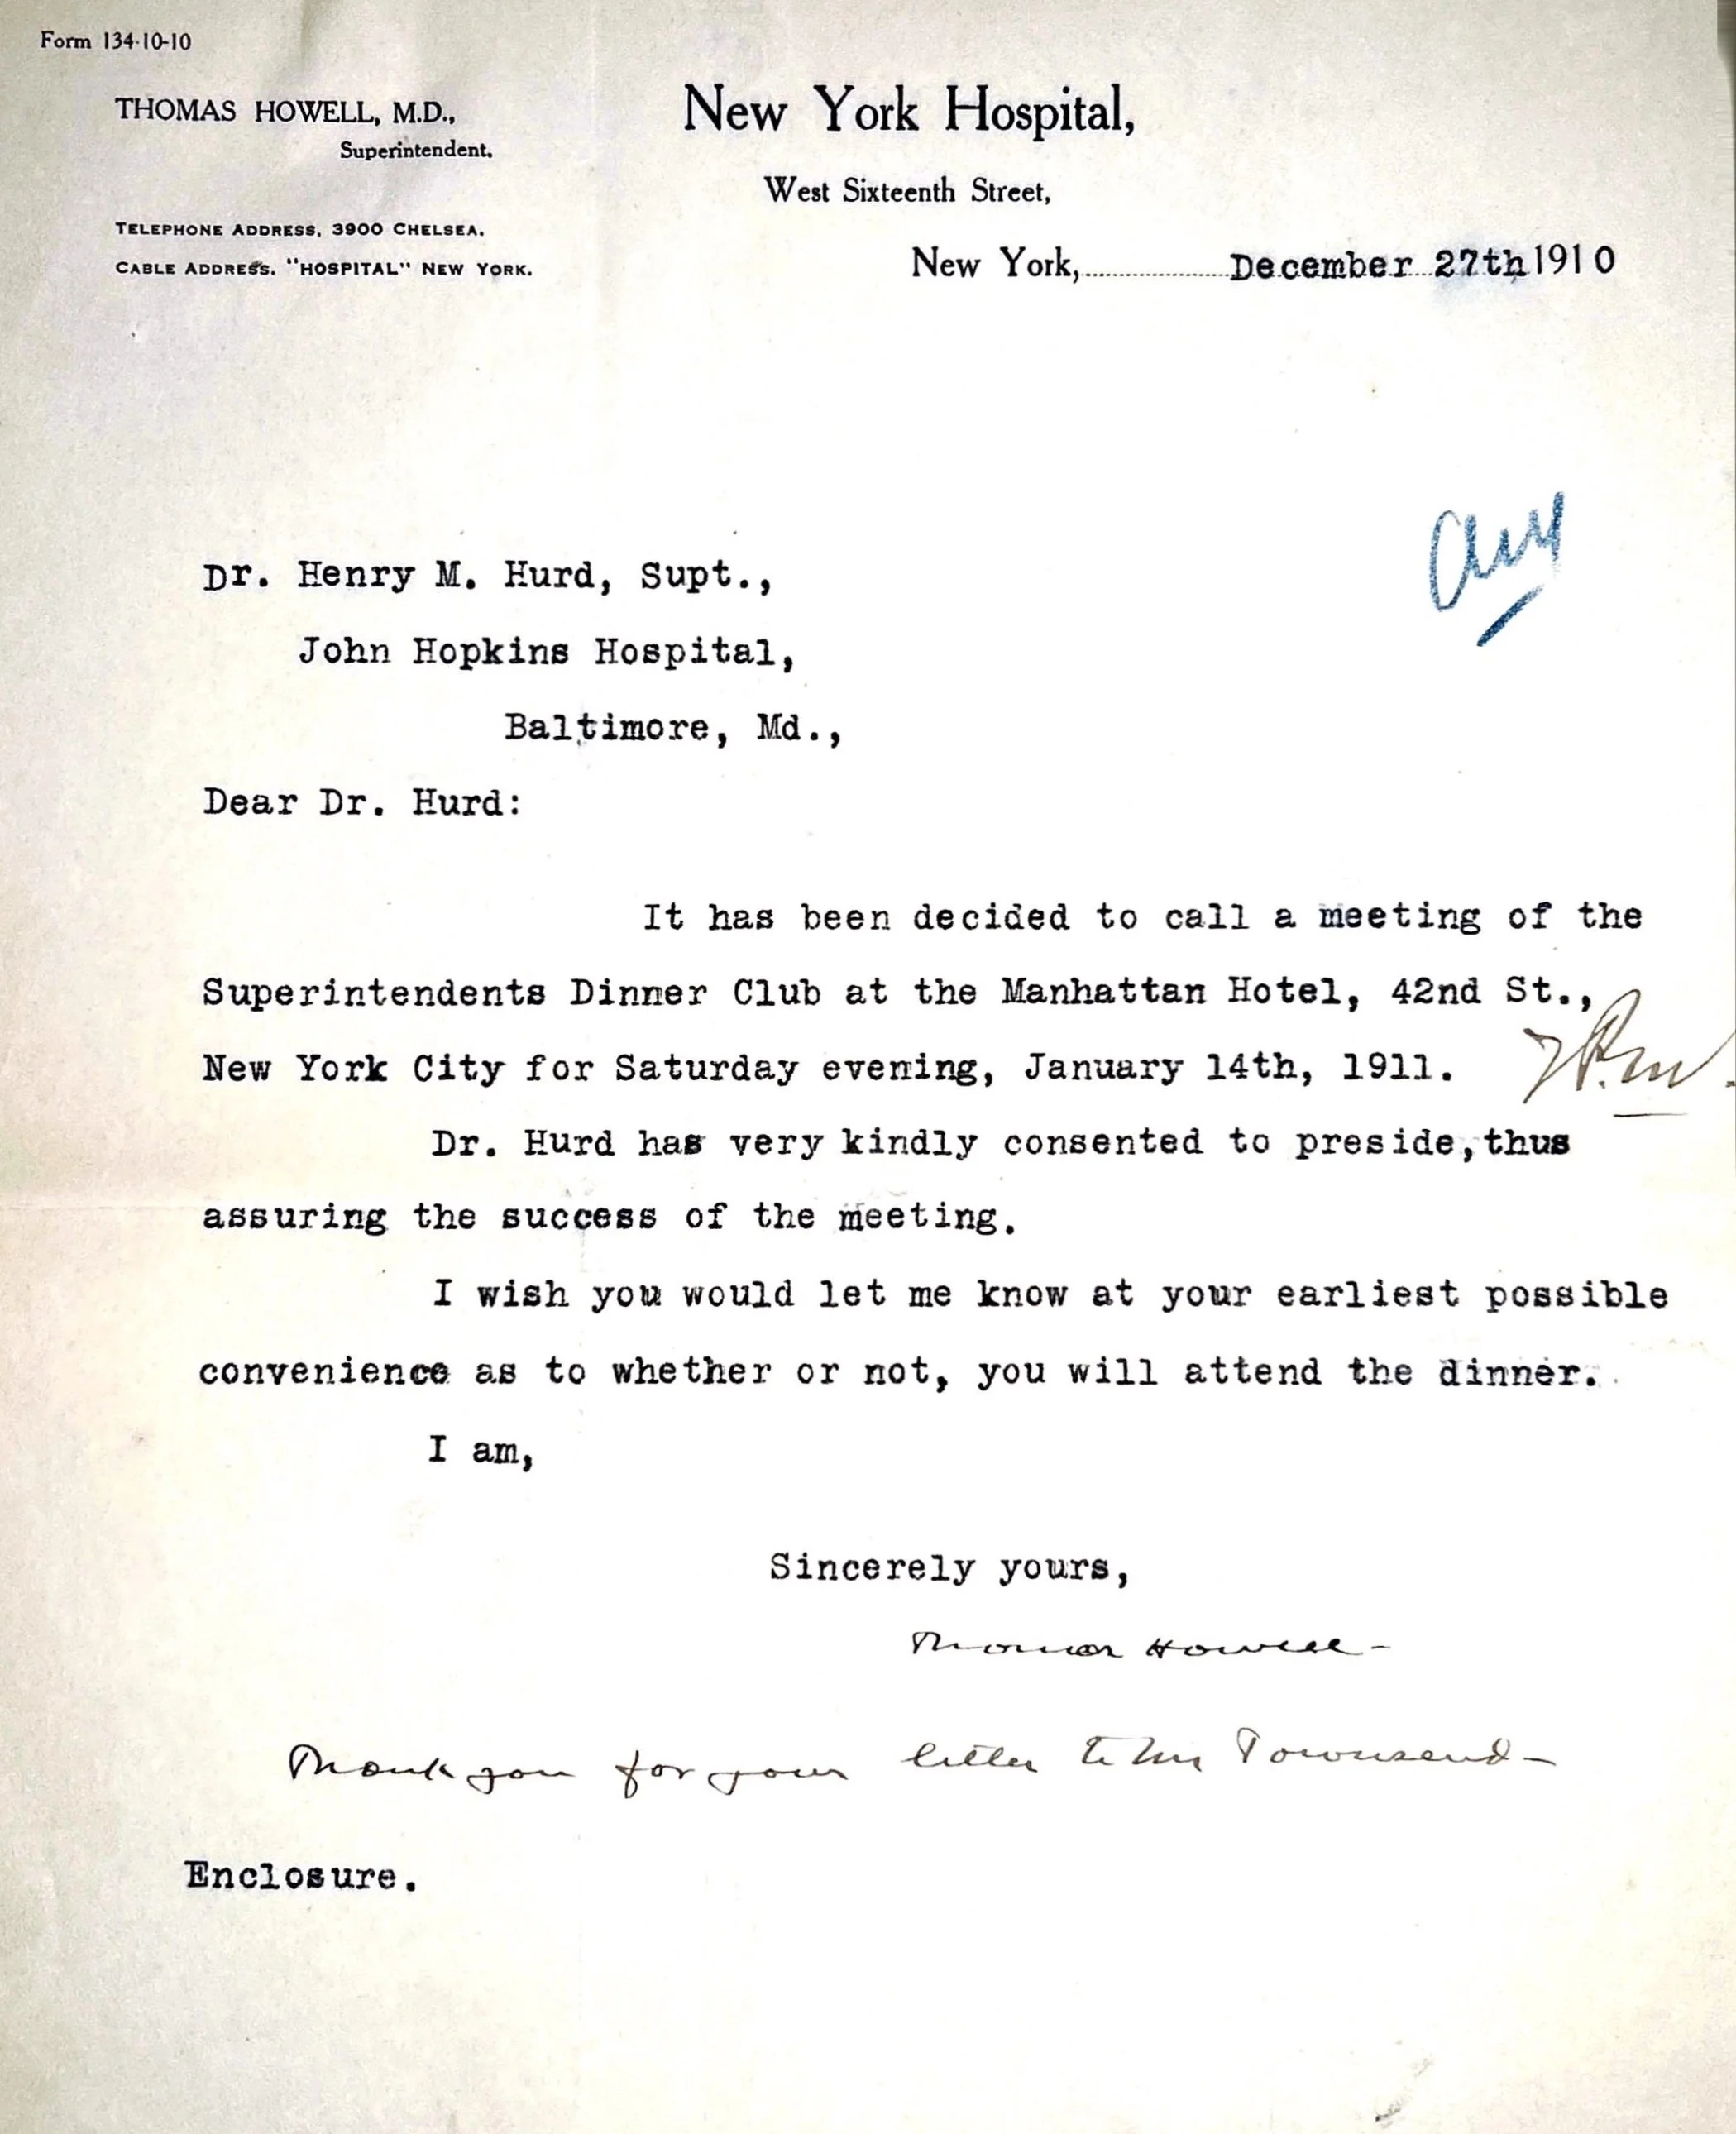 Form 134-10-10
THOMAS HOWELL, M.D.,
Superintendent.
TELEPHONE ADDRESS, 3900 CHELSEA.
CABLE ADDRESS. "HOSPITAL" NEW YORK.
New York Hospital,
West Sixteenth Street,
New York, December 27th 1910
Dr. Henry M. Hurd, Supt.,
John Hopkins Hospital,
Baltimore, Md.,
Dear Dr. Hurd:
It has been decided to call a meeting of the
Superintendents Dinner Club at the Manhattan Hotel, 42nd St.,
New York City for Saturday evening, January 14th, 1911.
Dr. Hurd has very kindly consented to preside, thus
assuring the success of the meeting.
I wish you would let me know at your earliest possible
convenience as to whether or not, you will attend the dinner.
I am,
Sincerely yours,
Thomas Howell-
Thank you for your letter to Mr Townsend-
Enclosure.